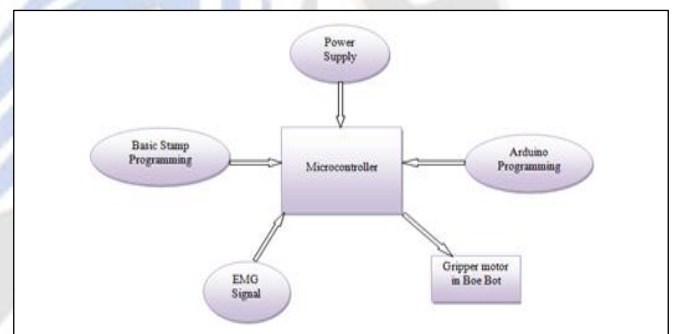 Power
Supply
Basic Stamp
Programming
Microcontroller
Arduino
Programming
EMG
Signal
Gripper motor
in Boe Bot